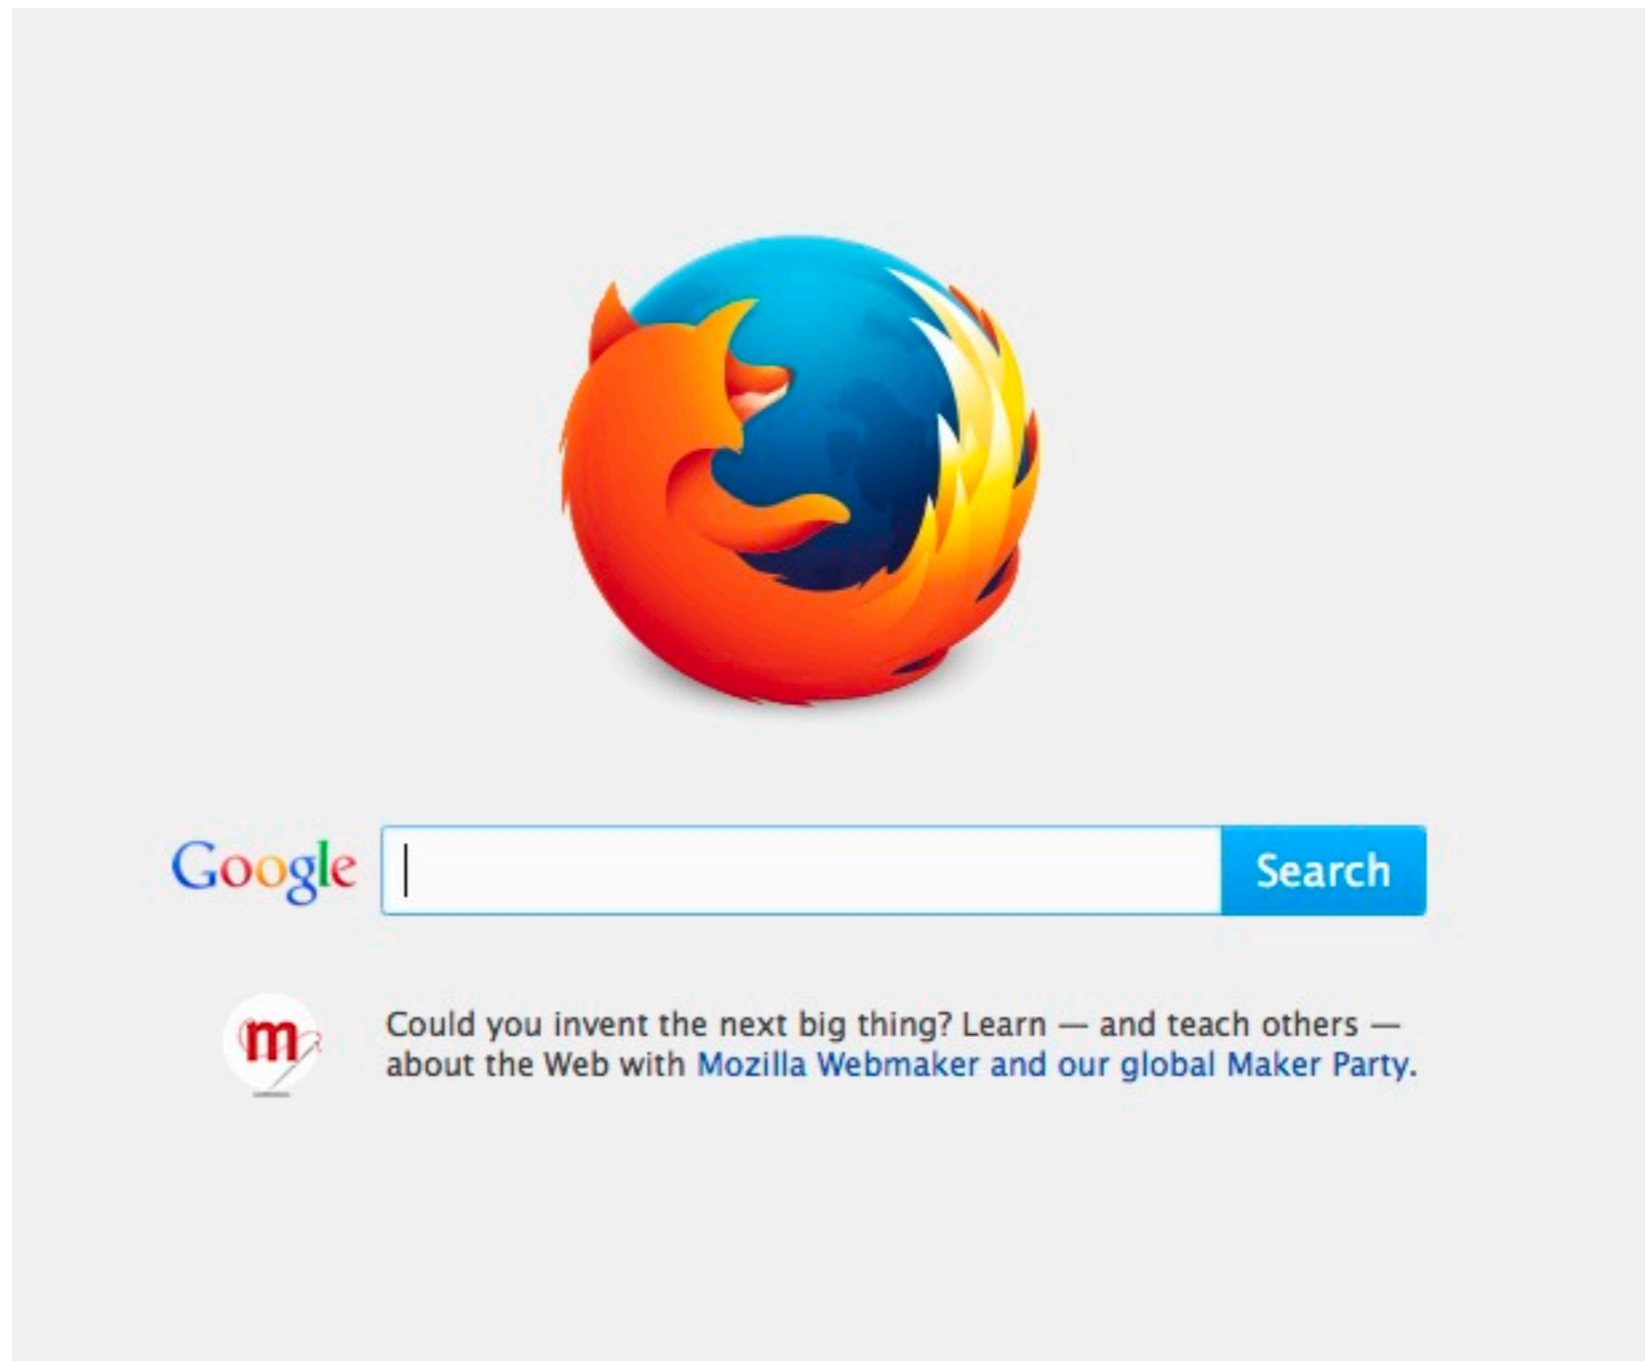 Google
Search
m
Could you invent the next big thing? Learn — and teach others —
about the Web with Mozilla Webmaker and our global Maker Party.